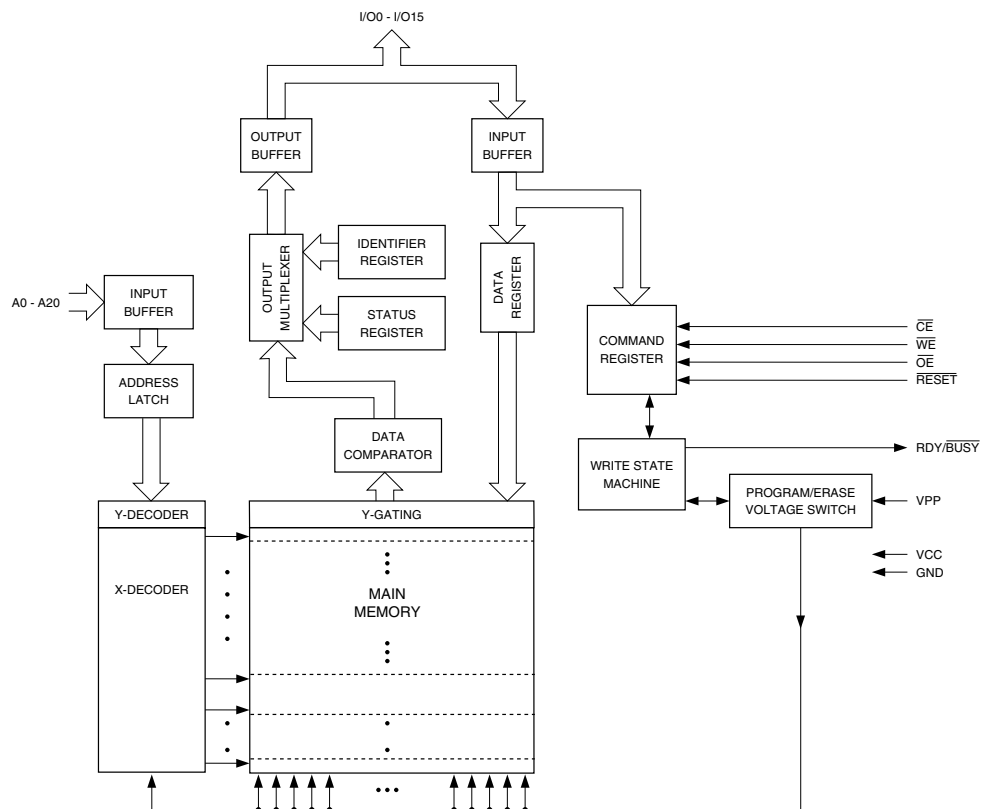 I/O0 - I/O15
OUTPUT
BUFFER
INPUT
BUFFER
IDENTIFIER
REGISTER
OUTPUT
MULTIPLEXER
DATA
REGISTER
A0 - A20
INPUT
BUFFER
STATUS
REGISTER
COMMAND
REGISTER
CE
WE
OE
RESET
ADDRESS
LATCH
DATA
COMPARATOR
WRITE STATE
MACHINE
RDY/BUSY
PROGRAM/ERASE
VOLTAGE SWITCH
VPP
Y-DECODER
Y-GATING
VCC
GND
X-DECODER
MAIN
MEMORY